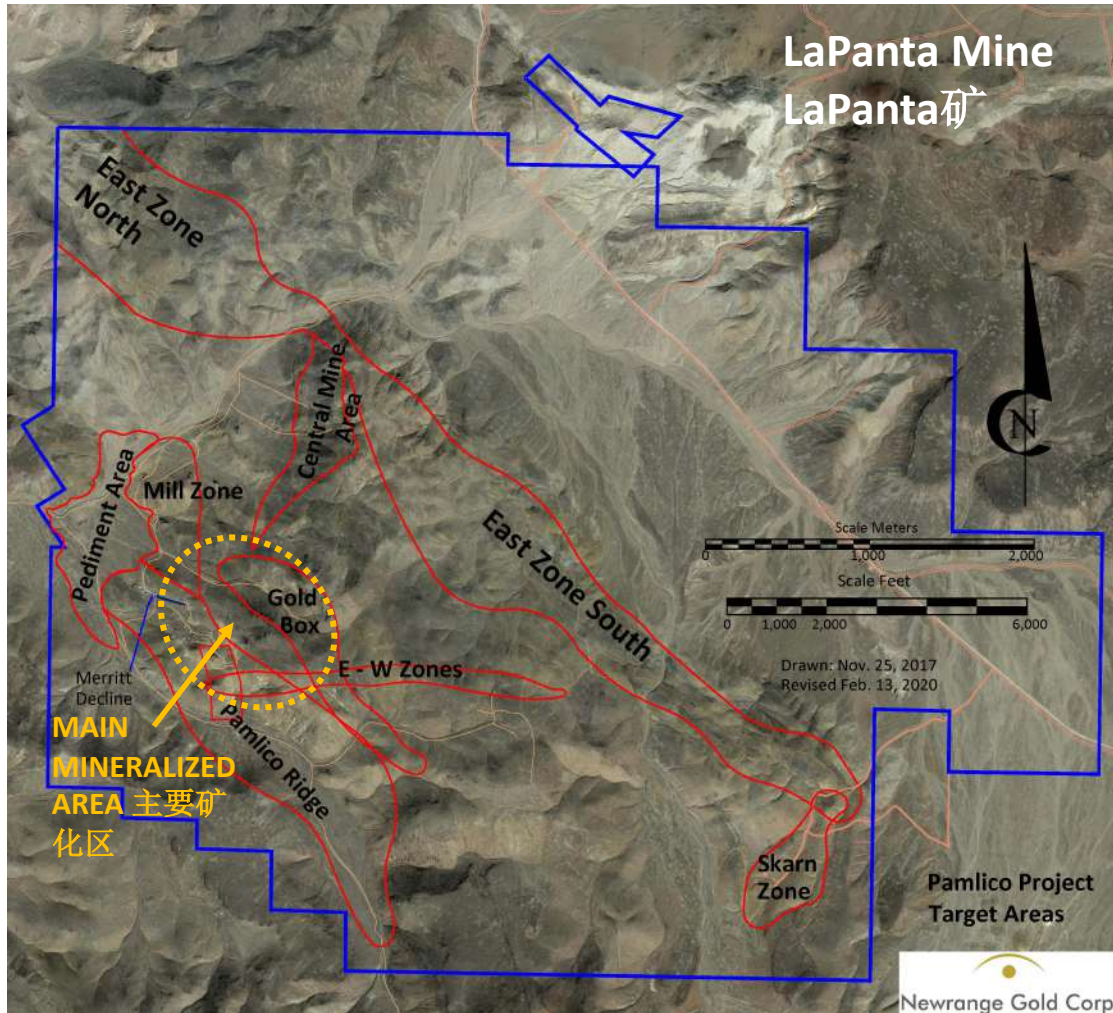 LaPanta Mine
LaPanta矿
East Zone
North
Central Mine
Area
Pediment Area
Mill Zone
East Zone South
Scale Meters
0 1,000 2,000
Scale Feet
0 1,000 2,000 6,000
Drawn: Nov. 25, 2017
Revised Feb. 13, 2020
N
Gold
Box
E - W Zones
Merritt
Decline
MAIN
MINERALIZED
AREA 主要矿
化区
Pamlico Ridge
Skarn
Zone
Pamlico Project
Target Areas
Newrange Gold Corp